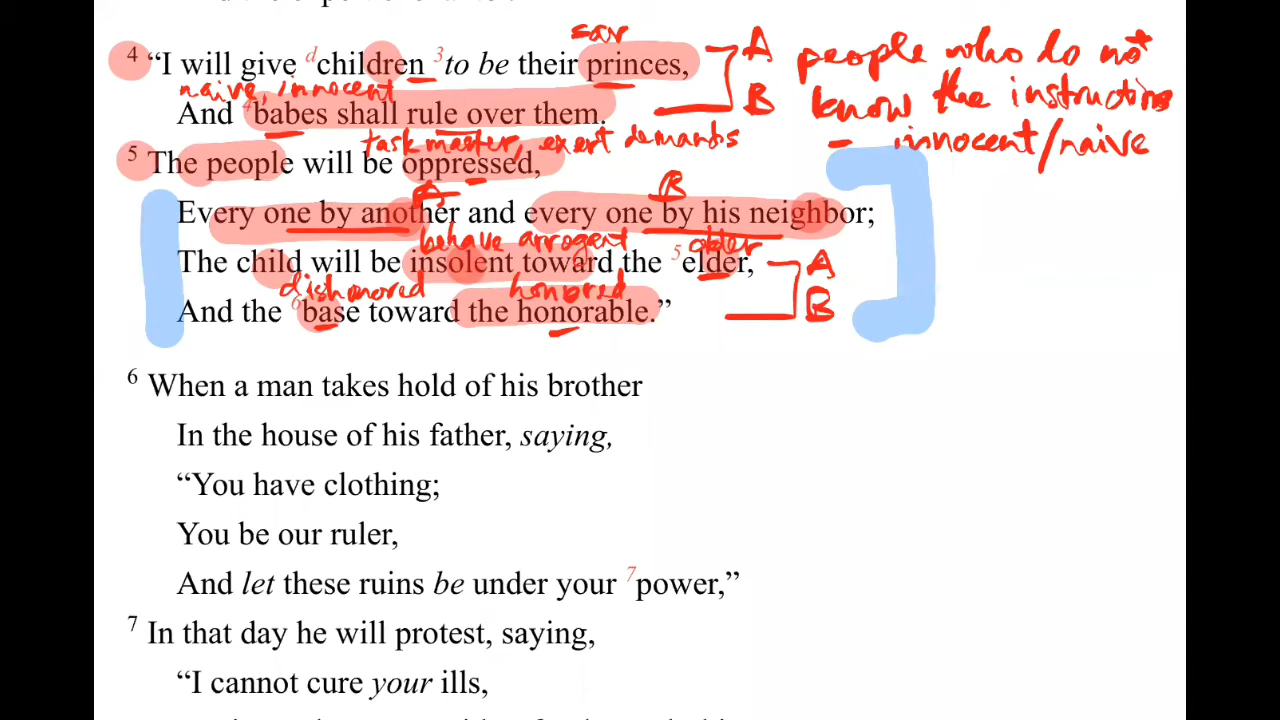 sar
4 “I will give d children 3 to be their princes,
A people who do not
naive, innocent
And 4 babes shall rule over them.
B know the instructions
task master, exert demands
- innocent/naive
5 The people will be oppressed,
A B
Every one by another and every one by his neighbor;
behave arrogent older
The child will be insolent toward the 5 elder,
A
dishonored honored
And the 6 base toward the honorable.”
B
6 When a man takes hold of his brother
In the house of his father, saying,
“You have clothing;
You be our ruler,
And let these ruins be under your 7 power,”
7 In that day he will protest, saying,
“I cannot cure your ills,